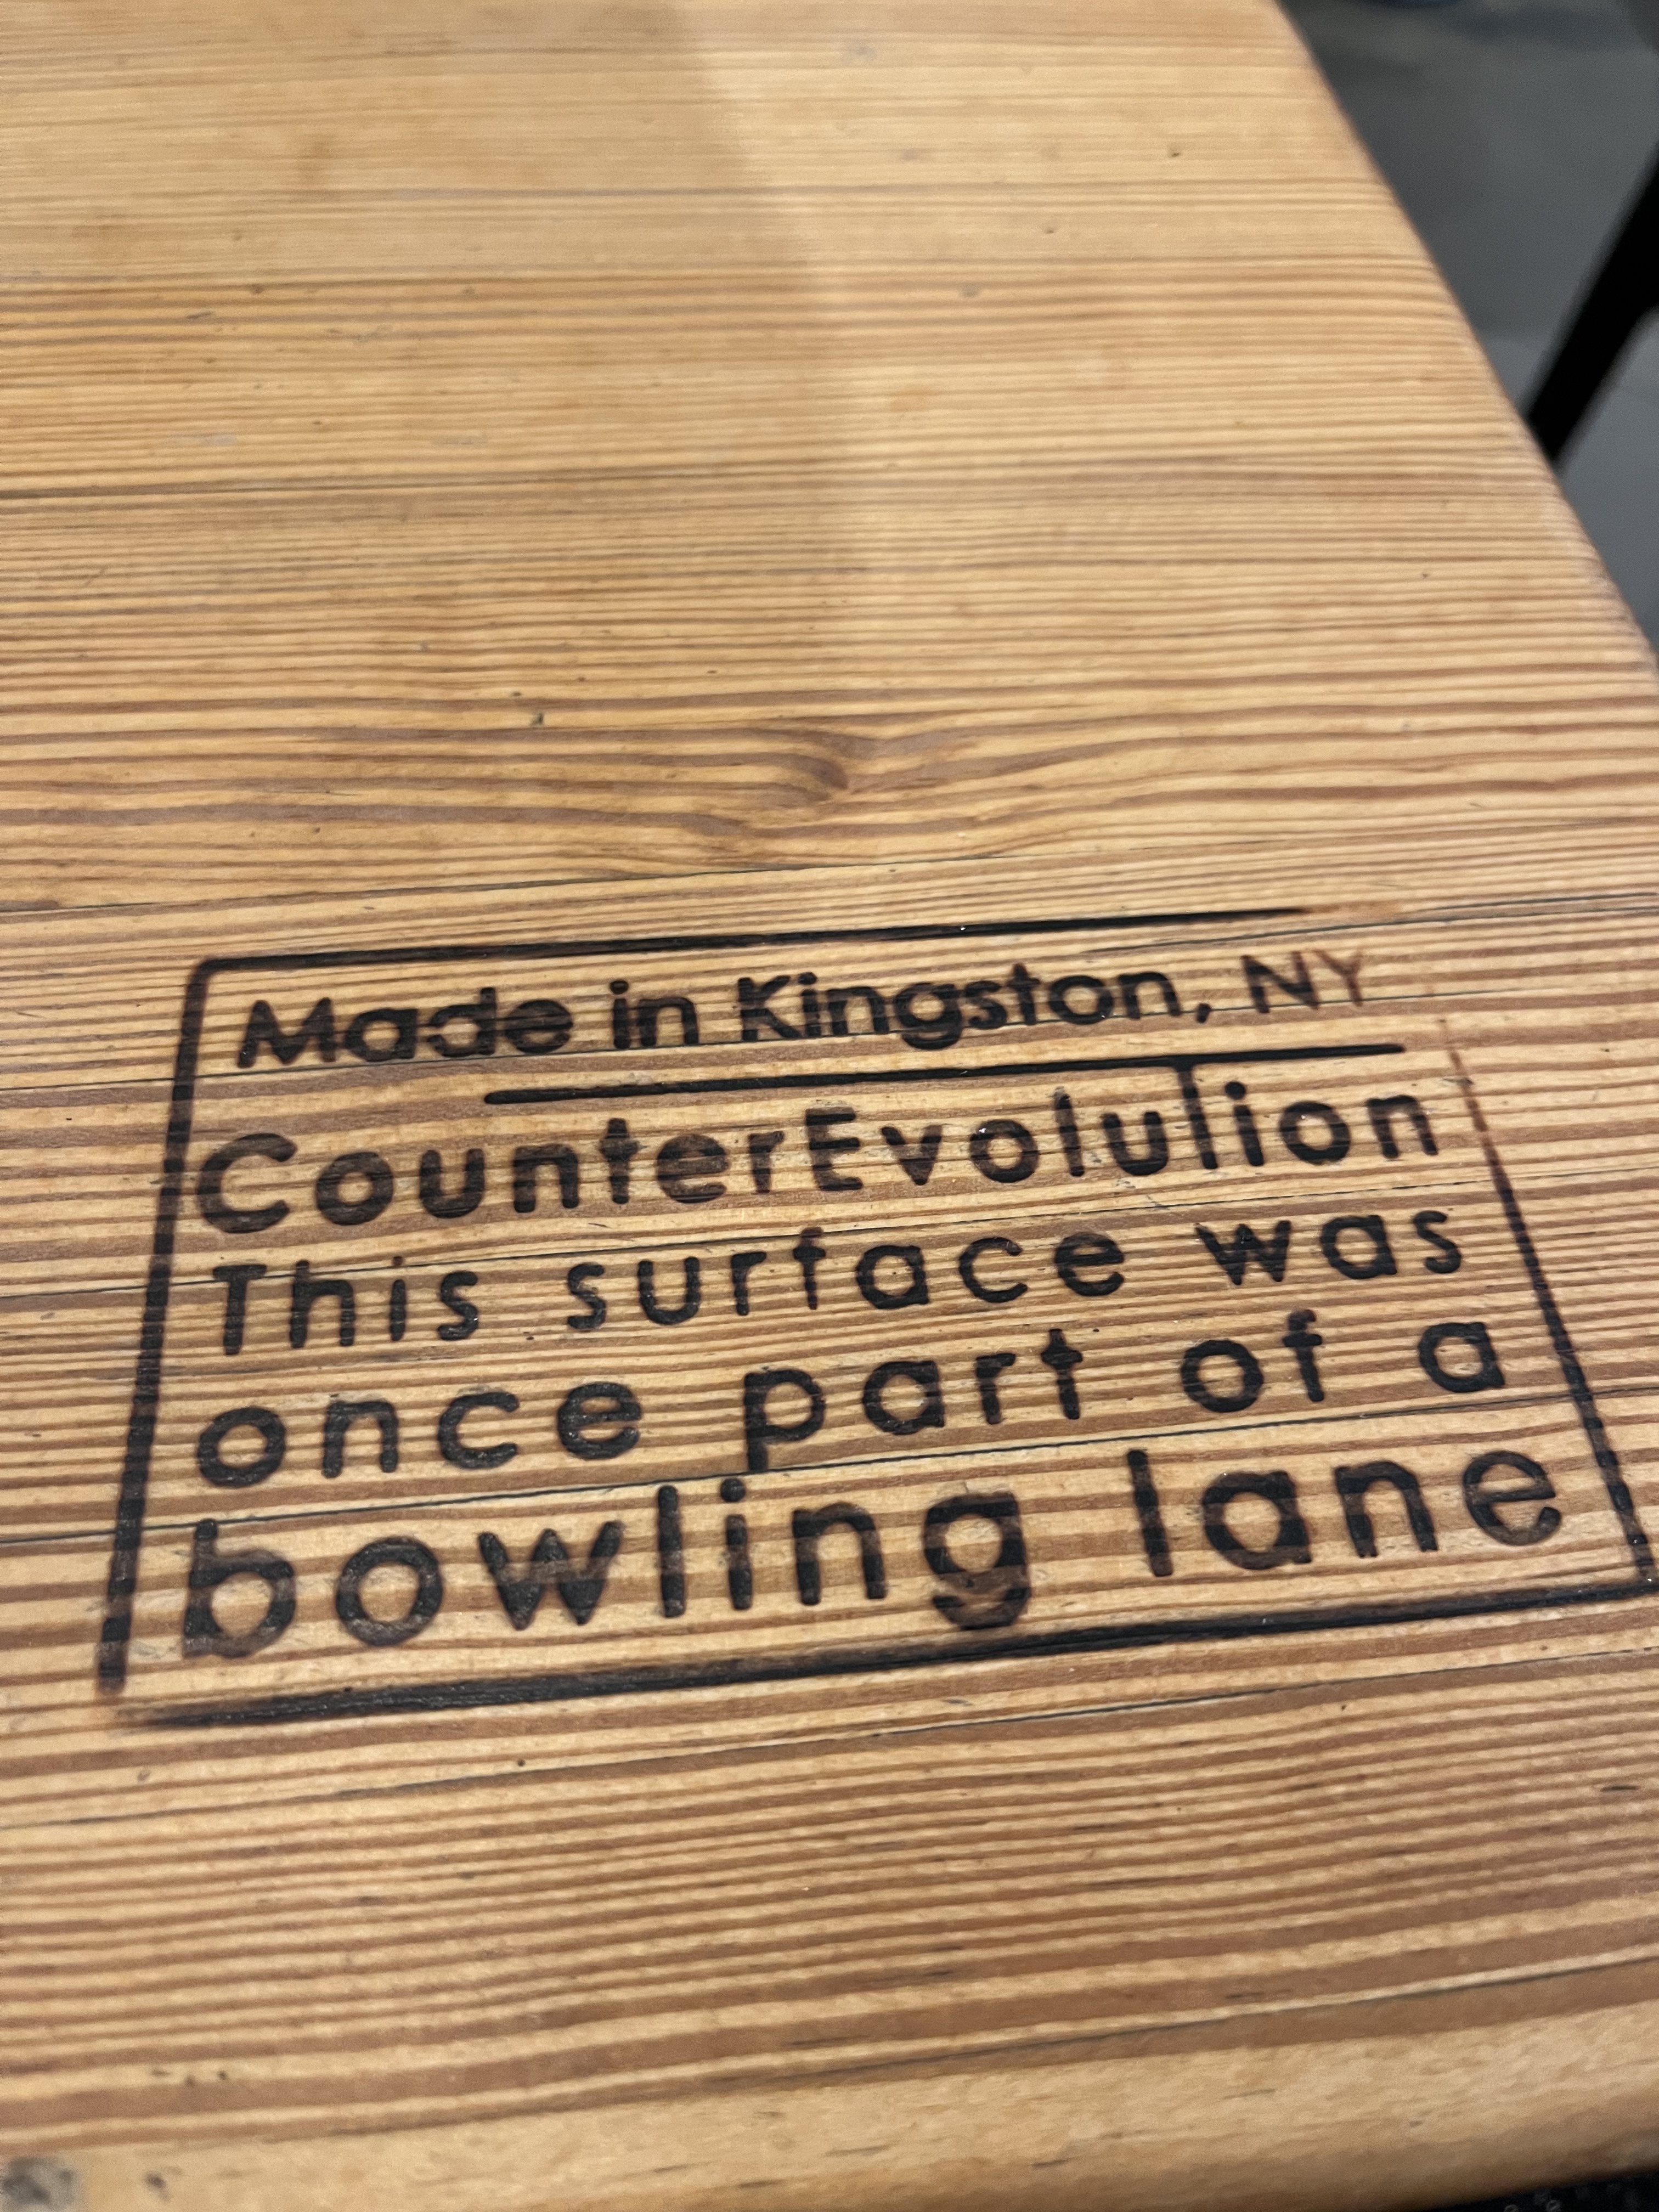 Made in Kingston, NY
CounterEvolution
This surface was
once part of a
bowling lane